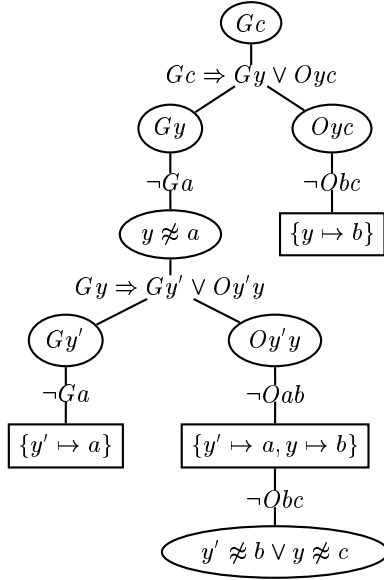 Gc
Gc ⇒ Gy ∨ Oyc
Gy Oyc
¬Ga ¬Obc
y ≉ a {y ↦ b}
Gy ⇒ Gy′ ∨ Oy′y
Gy′ Oy′y
¬Ga ¬Oab
{y′ ↦ a} {y′ ↦ a, y ↦ b}
¬Obc
y′ ≉ b ∨ y ≉ c